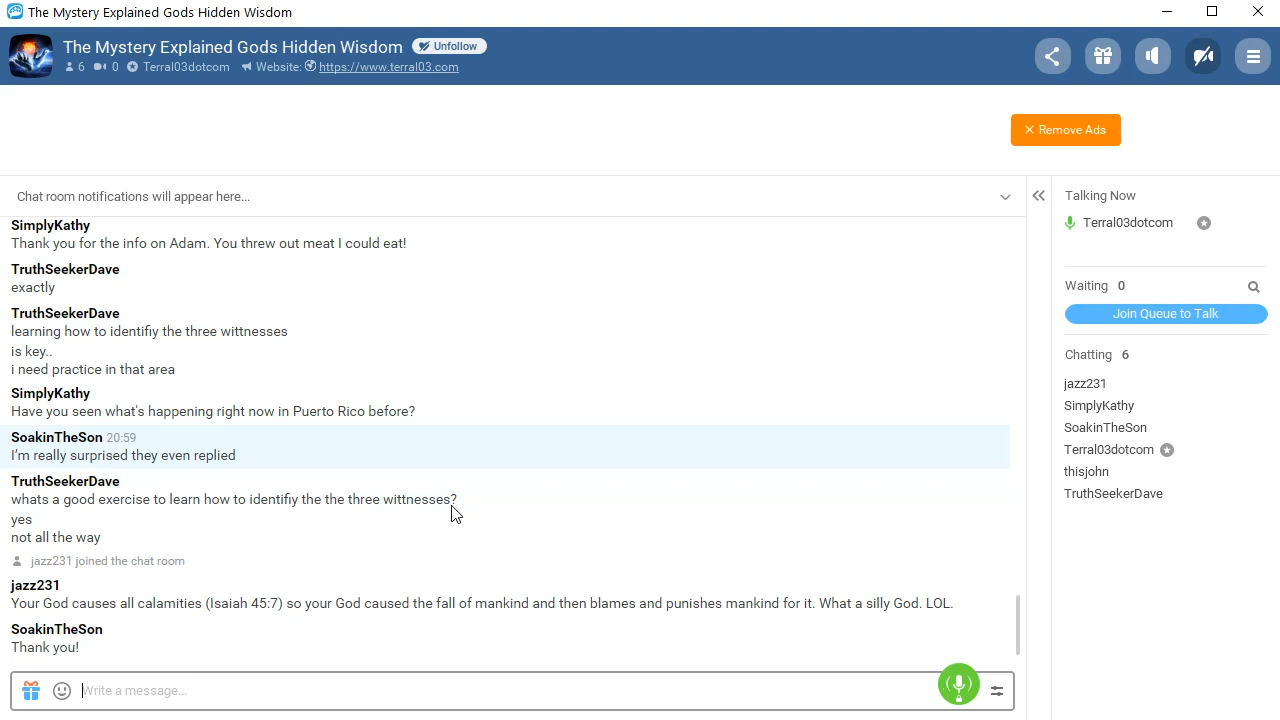 The Mystery Explained Gods Hidden Wisdom
The Mystery Explained Gods Hidden Wisdom Unfollow
6 0 Terral03dotcom Website: https://www.terral03.com
Remove Ads
Chat room notifications will appear here...
SimplyKathy
Thank you for the info on Adam. You threw out meat I could eat!
TruthSeekerDave
exactly
TruthSeekerDave
learning how to identifiy the three wittnesses
is key..
i need practice in that area
SimplyKathy
Have you seen what's happening right now in Puerto Rico before?
SoakinTheSon 20:59
I'm really surprised they even replied
TruthSeekerDave
whats a good exercise to learn how to identifiy the the three wittnesses?
yes
not all the way
jazz231 joined the chat room
jazz231
Your God causes all calamities (Isaiah 45:7) so your God caused the fall of mankind and then blames and punishes mankind for it. What a silly God. LOL.
SoakinTheSon
Thank you!
Write a message...
Talking Now
Terral03dotcom
Waiting 0
Join Queue to Talk
Chatting 6
jazz231
SimplyKathy
SoakinTheSon
Terral03dotcom
thisjohn
TruthSeekerDave